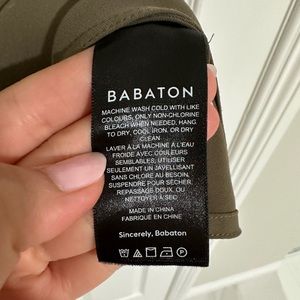 BABATON
MACHINE WASH COLD WITH LIKE
COLOURS, ONLY NON-CHLORINE
BLEACH WHEN NEEDED, HANG
TO DRY, COOL IRON, OR DRY
CLEAN
LAVER À LA MACHINE À L'EAU
FROIDE AVEC COULEURS
SEMBLABLES, UTILISER
SEULEMENT UN JAVELLISANT
SANS CHLORE AU BESOIN,
SUSPENDRE POUR SÉCHER,
REPASSAGE DOUX, OU
NETTOYER À SEC
MADE IN CHINA
FABRIQUÉ EN CHINE
Sincerely, Babaton